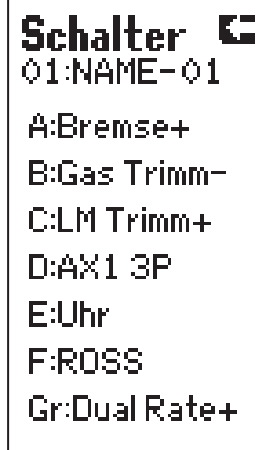 Schalter
01:NAME-01
A:Bremse+
B:Gas Trimm-
C:LM Trimm+
D:AX1 3P
E:Uhr
F:ROSS
Gr:Dual Rate+